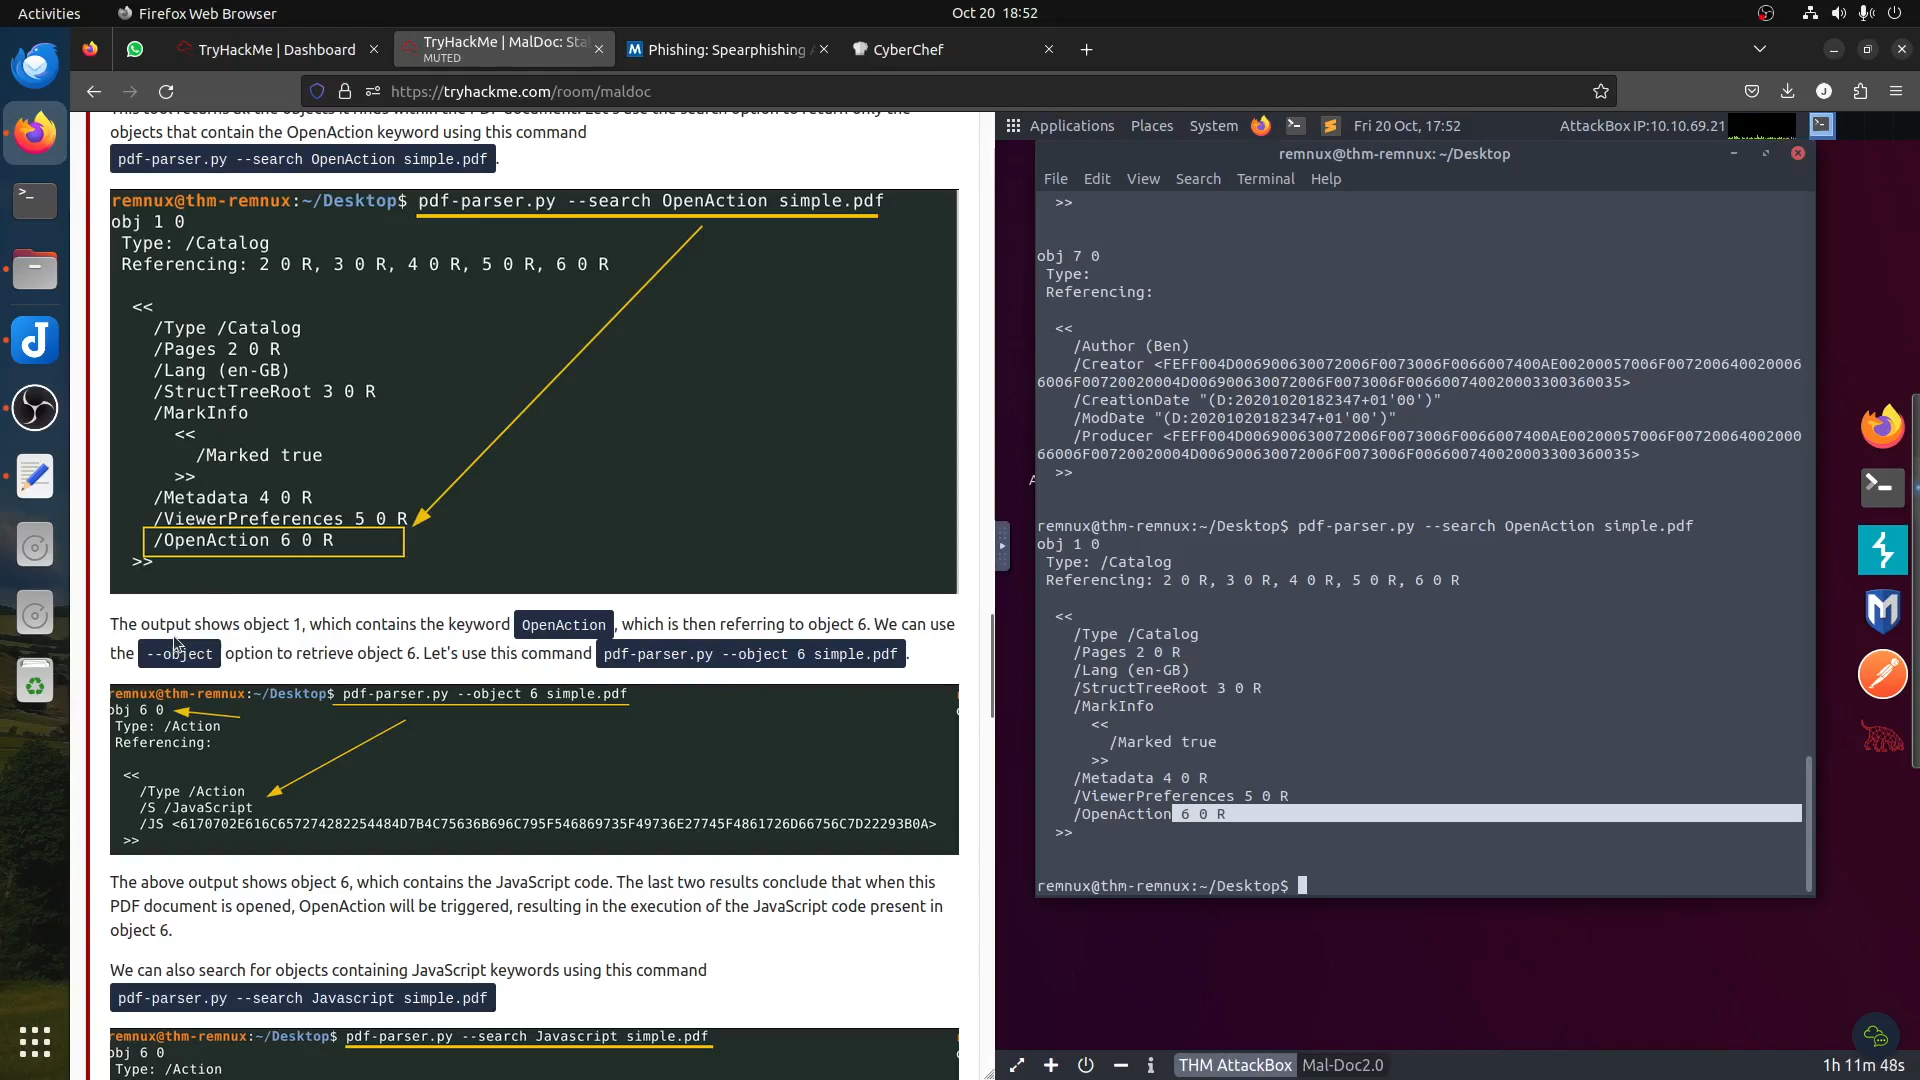 Activities
Firefox Web Browser
Oct 20 18:52
TryHackMe | Dashboard
TryHackMe | MalDoc: Sta
MUTED
Phishing: Spearphishing
CyberChef
https://tryhackme.com/room/maldoc
objects that contain the OpenAction keyword using this command
pdf-parser.py --search OpenAction simple.pdf.
remnux@thm-remnux:~/Desktop$ pdf-parser.py --search OpenAction simple.pdf
obj 1 0
Type: /Catalog
Referencing: 2 0 R, 3 0 R, 4 0 R, 5 0 R, 6 0 R
<<
/Type /Catalog
/Pages 2 0 R
/Lang (en-GB)
/StructTreeRoot 3 0 R
/MarkInfo
<<
/Marked true
>>
/Metadata 4 0 R
/ViewerPreferences 5 0 R
/OpenAction 6 0 R
>>
The output shows object 1, which contains the keyword OpenAction, which is then referring to object 6. We can use
the --object option to retrieve object 6. Let's use this command pdf-parser.py --object 6 simple.pdf.
remnux@thm-remnux:~/Desktop$ pdf-parser.py --object 6 simple.pdf
obj 6 0
Type: /Action
Referencing:
<<
/Type /Action
/S /JavaScript
/JS <6170702E616C657274282254484D7B4C75636B696C795F546869735F49736E27745F4861726D66756C7D22293B0A>
>>
The above output shows object 6, which contains the JavaScript code. The last two results conclude that when this
PDF document is opened, OpenAction will be triggered, resulting in the execution of the JavaScript code present in
object 6.
We can also search for objects containing JavaScript keywords using this command
pdf-parser.py --search Javascript simple.pdf
remnux@thm-remnux:~/Desktop$ pdf-parser.py --search Javascript simple.pdf
obj 6 0
Type: /Action
Applications
Places
System
Fri 20 Oct, 17:52
AttackBox IP:10.10.69.21
remnux@thm-remnux: ~/Desktop
File Edit View Search Terminal Help
>>
obj 7 0
Type:
Referencing:
<<
/Author (Ben)
/Creator <FEFF004D006900630072006F0073006F0066007400AE00200057006F007200640020006
6006F00720020004D006900630072006F0073006F006600740020003300360035>
/CreationDate "(D:20201020182347+01'00')"
/ModDate "(D:20201020182347+01'00')"
/Producer <FEFF004D006900630072006F0073006F0066007400AE00200057006F00720064002000
66006F00720020004D006900630072006F0073006F006600740020003300360035>
>>
remnux@thm-remnux:~/Desktop$ pdf-parser.py --search OpenAction simple.pdf
obj 1 0
Type: /Catalog
Referencing: 2 0 R, 3 0 R, 4 0 R, 5 0 R, 6 0 R
<<
/Type /Catalog
/Pages 2 0 R
/Lang (en-GB)
/StructTreeRoot 3 0 R
/MarkInfo
<<
/Marked true
>>
/Metadata 4 0 R
/ViewerPreferences 5 0 R
/OpenAction 6 0 R
>>
remnux@thm-remnux:~/Desktop$
THM AttackBox
Mal-Doc2.0
1h 11m 48s